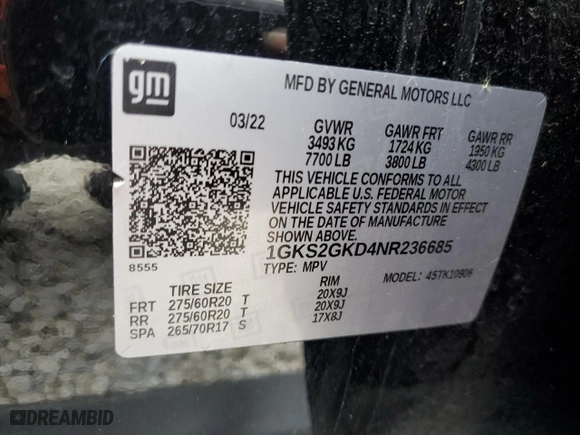 gm
MFD BY GENERAL MOTORS LLC
03/22 GVWR GAWR FRT GAWR RR
3493 KG 1724 KG 1950 KG
7700 LB 3800 LB 4300 LB
THIS VEHICLE CONFORMS TO ALL
APPLICABLE U.S. FEDERAL MOTOR
VEHICLE SAFETY STANDARDS IN EFFECT
ON THE DATE OF MANUFACTURE
SHOWN ABOVE.
1GKS2GKD4NR236685
8555 TYPE: MPV MODEL: 4STK10906
TIRE SIZE RIM
FRT 275/60R20 T 20X9J
RR 275/60R20 T 20X9J
SPA 265/70R17 S 17X8J
DREAMBID